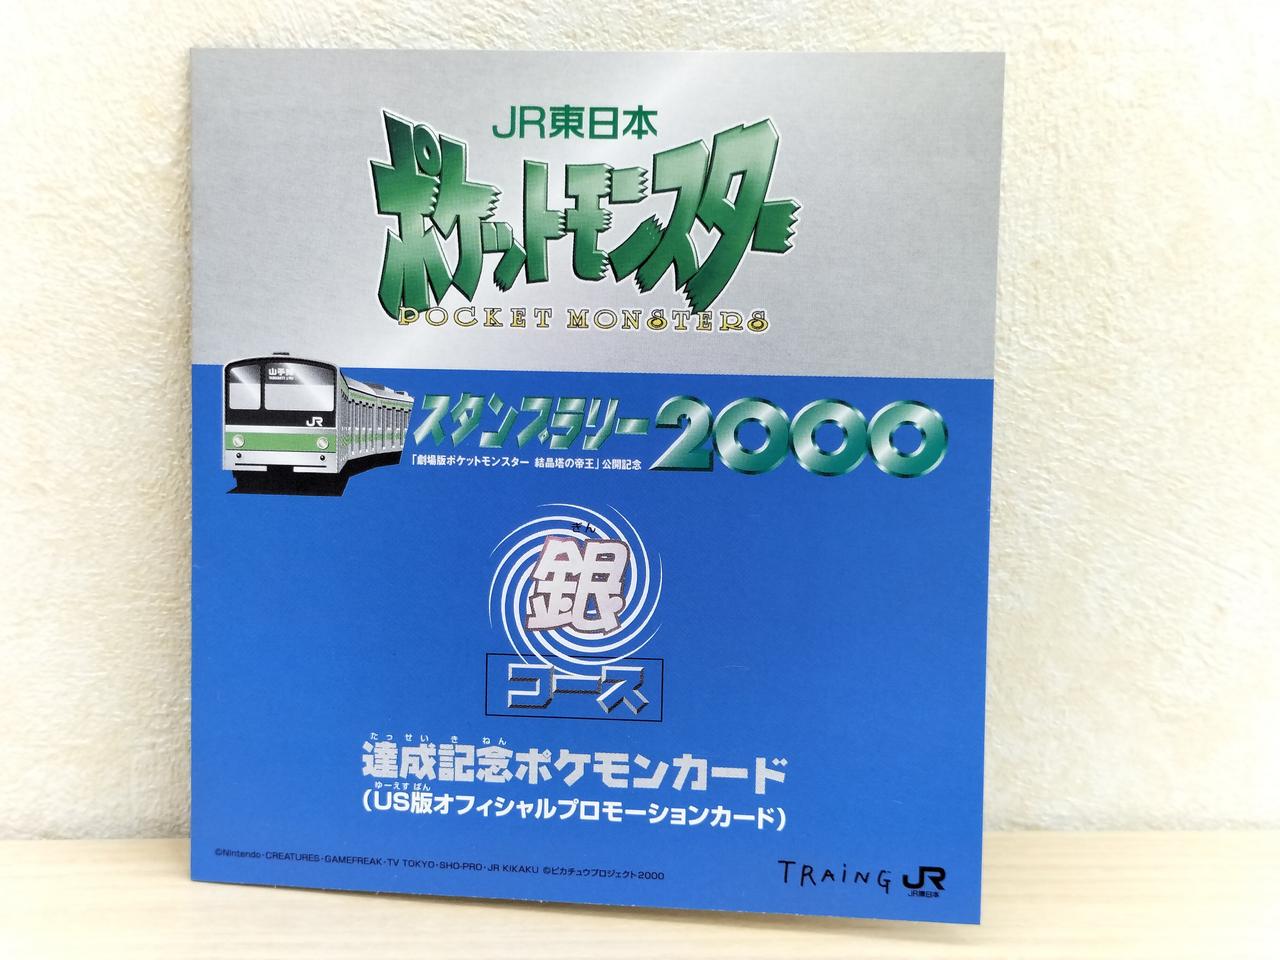 JR東日本
ポケットモンスター
POCKET MONSTERS
山手線
JR
スタンプラリー2000
「劇場版ポケットモンスター 結晶塔の帝王」公開記念
ぎん
銀
コース
たっせい きねん
達成記念ポケモンカード
ゆーえすばん
(US版オフィシャルプロモーションカード)
©Nintendo・CREATURES・GAMEFREAK・TV TOKYO・SHO-PRO・JR KIKAKU ©ピカチュウプロジェクト2000
TRAiNG JR
JR東日本